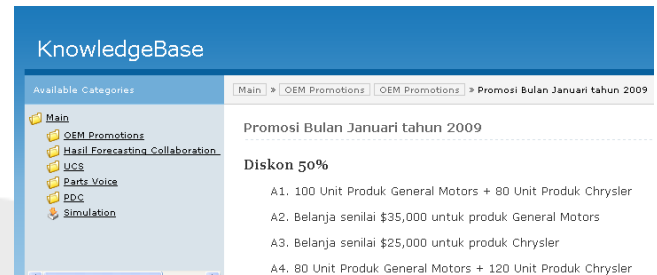 KnowledgeBase
Available Categories
Main » OEM Promotions OEM Promotions » Promosi Bulan Januari tahun 2009
Main
OEM Promotions
Hasil Forecasting Collaboration
UCS
Parts Voice
PDC
Simulation
Promosi Bulan Januari tahun 2009
Diskon 50%
A1. 100 Unit Produk General Motors + 80 Unit Produk Chrysler
A2. Belanja senilai $35,000 untuk produk General Motors
A3. Belanja senilai $25,000 untuk produk Chrysler
A4. 80 Unit Produk General Motors + 120 Unit Produk Chrysler